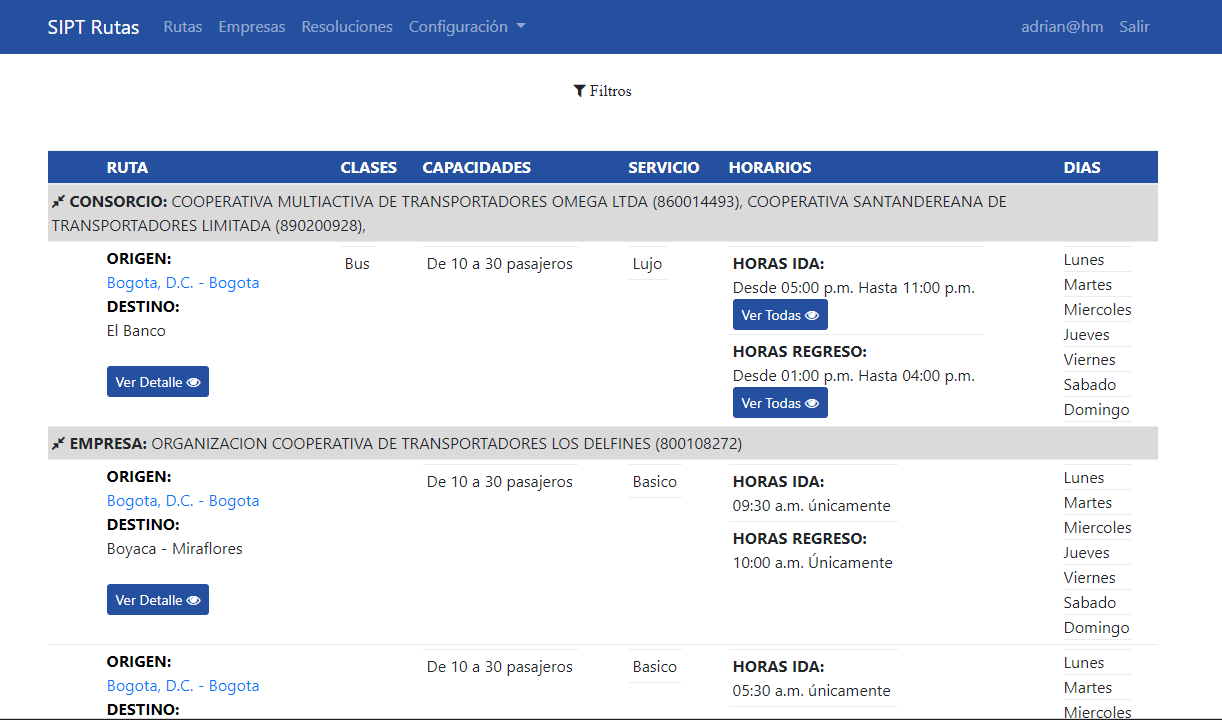 SIPT Rutas Rutas Empresas Resoluciones Configuración adrian@hm Salir
Filtros
RUTA CLASES CAPACIDADES SERVICIO HORARIOS DIAS
CONSORCIO: COOPERATIVA MULTIACTIVA DE TRANSPORTADORES OMEGA LTDA (860014493), COOPERATIVA SANTANDEREANA DE
TRANSPORTADORES LIMITADA (890200928),
ORIGEN:
Bogota, D.C. - Bogota
DESTINO:
El Banco
Ver Detalle
Bus
De 10 a 30 pasajeros
Lujo
HORAS IDA:
Desde 05:00 p.m. Hasta 11:00 p.m.
Ver Todas
HORAS REGRESO:
Desde 01:00 p.m. Hasta 04:00 p.m.
Ver Todas
Lunes
Martes
Miercoles
Jueves
Viernes
Sabado
Domingo
EMPRESA: ORGANIZACION COOPERATIVA DE TRANSPORTADORES LOS DELFINES (800108272)
ORIGEN:
Bogota, D.C. - Bogota
DESTINO:
Boyaca - Miraflores
Ver Detalle
De 10 a 30 pasajeros
Basico
HORAS IDA:
09:30 a.m. únicamente
HORAS REGRESO:
10:00 a.m. Únicamente
Lunes
Martes
Miercoles
Jueves
Viernes
Sabado
Domingo
ORIGEN:
Bogota, D.C. - Bogota
DESTINO:
De 10 a 30 pasajeros
Basico
HORAS IDA:
05:30 a.m. únicamente
Lunes
Martes
Miercoles